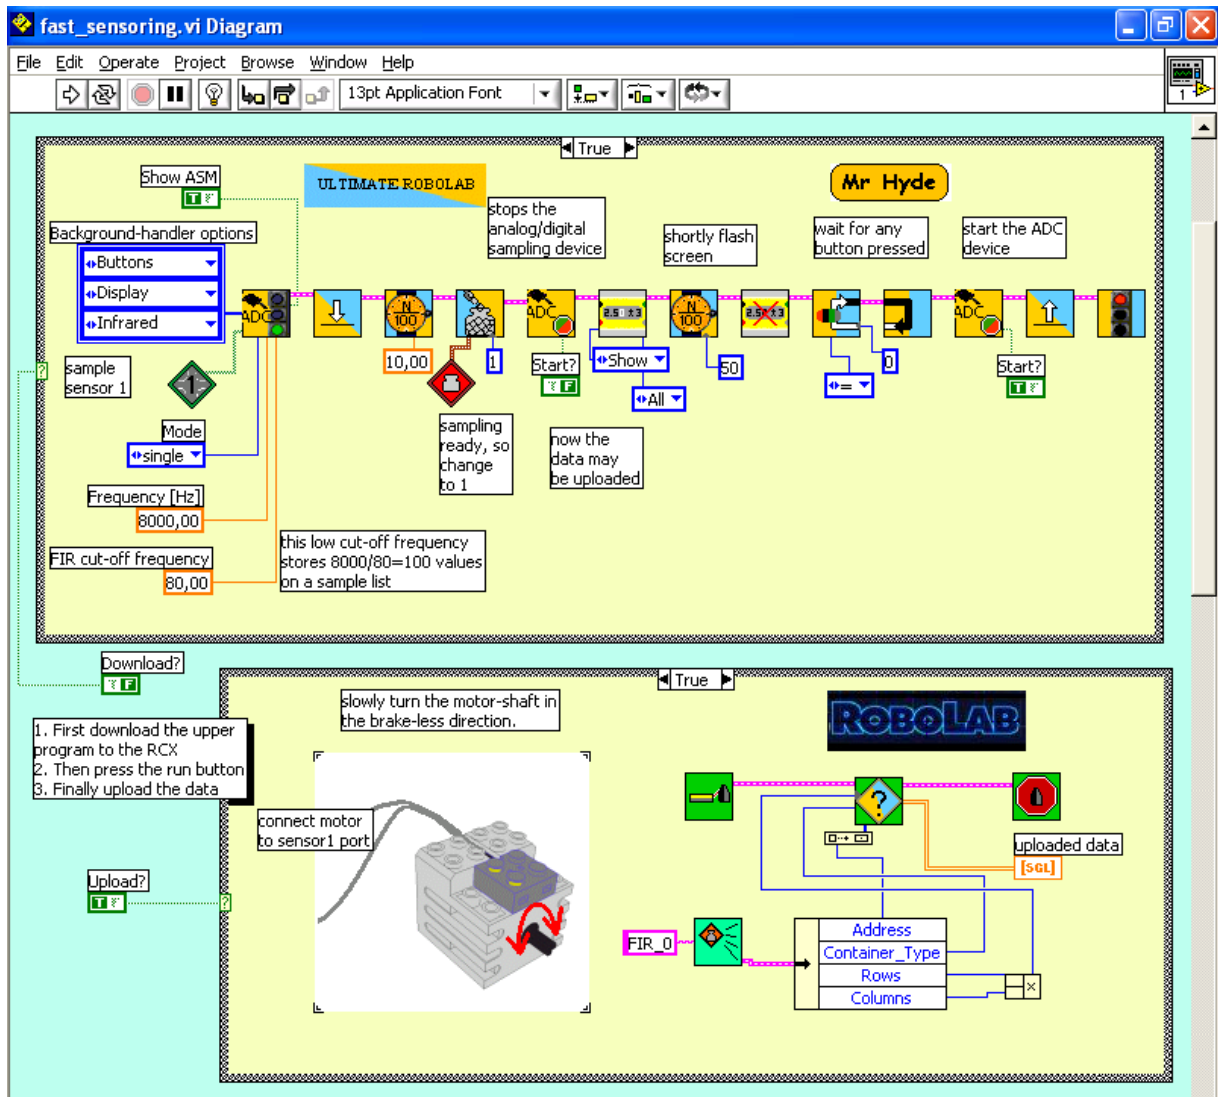 fast_sensoring.vi Diagram
File Edit Operate Project Browse Window Help
13pt Application Font
1
True
Show ASM
T
ULTIMATE ROBOLAB
Mr Hyde
stops the
analog/digital
sampling device
shortly flash
screen
wait for any
button pressed
start the ADC
device
Background-handler options
Buttons
Display
Infrared
ADC
N
100
ADC
N
100
ADC
10,00
1
Start?
F
Show
All
50
=
0
Start?
T
?
sample
sensor 1
1
Mode
single
sampling
ready, so
change
to 1
now the
data may
be uploaded
Frequency [Hz]
8000,00
FIR cut-off frequency
80,00
this low cut-off frequency
stores 8000/80=100 values
on a sample list
Download?
F
True
slowly turn the motor-shaft in
the brake-less direction.
ROBOLAB
1. First download the upper
program to the RCX
2. Then press the run button
3. Finally upload the data
connect motor
to sensor1 port
?
uploaded data
[SGL]
Upload?
T
?
FIR_0
Address
Container_Type
Rows
Columns
x